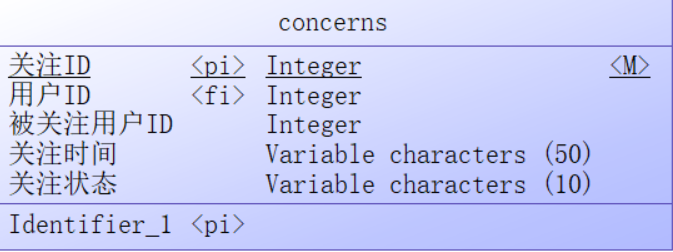 concerns
关注ID <pi> Integer <M>
用户ID <fi> Integer
被关注用户ID Integer
关注时间 Variable characters (50)
关注状态 Variable characters (10)
Identifier_1 <pi>